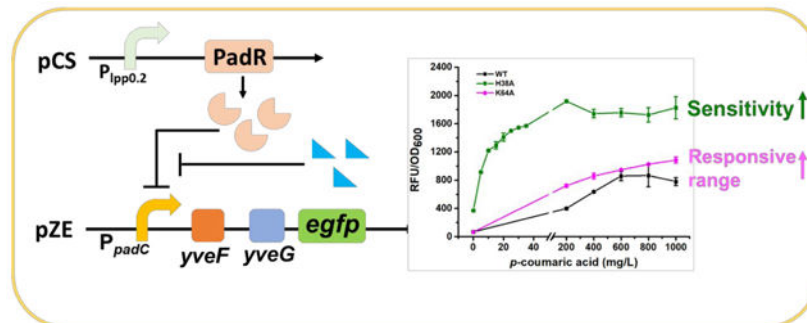 pCS
P lpp0.2
PadR
pZE
P padC
yveF
yveG
egfp
RFU/OD600
2400
2000
1600
1200
800
400
0
WT
H38A
K64A
0
20
40
200
400
600
800
1000
p-coumaric acid (mg/L)
Sensitivity
Responsive
range